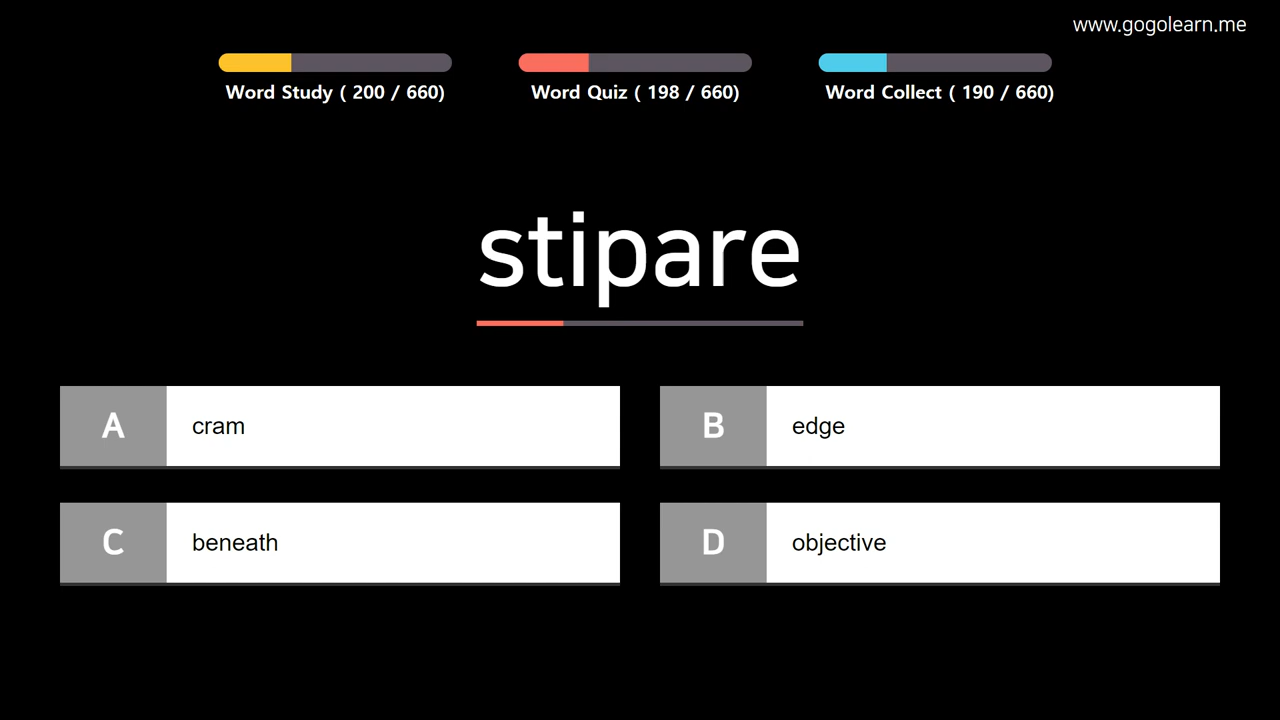 www.gogolearn.me
Word Study ( 200 / 660)
Word Quiz ( 198 / 660)
Word Collect ( 190 / 660)
stipare
A cram
B edge
C beneath
D objective